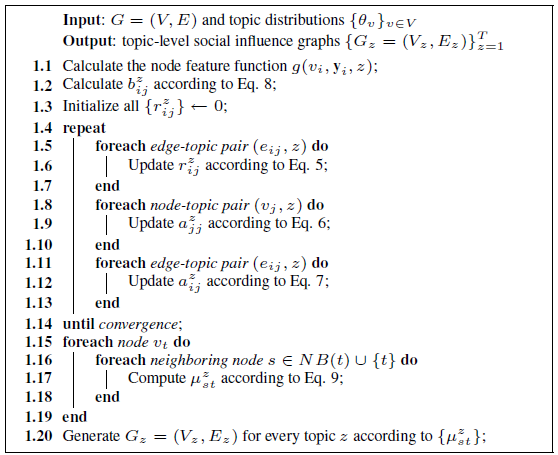 Input: G = (V, E) and topic distributions {θ_v}_{v∈V}
Output: topic-level social influence graphs {G_z = (V_z, E_z)}_{z=1}^T
1.1 Calculate the node feature function g(v_i, y_i, z);
1.2 Calculate b_{ij}^z according to Eq. 8;
1.3 Initialize all {r_{ij}^z} ← 0;
1.4 repeat
1.5 foreach edge-topic pair (e_{ij}, z) do
1.6 Update r_{ij}^z according to Eq. 5;
1.7 end
1.8 foreach node-topic pair (v_j, z) do
1.9 Update a_{jj}^z according to Eq. 6;
1.10 end
1.11 foreach edge-topic pair (e_{ij}, z) do
1.12 Update a_{ij}^z according to Eq. 7;
1.13 end
1.14 until convergence;
1.15 foreach node v_t do
1.16 foreach neighboring node s ∈ NB(t) ∪ {t} do
1.17 Compute μ_{st}^z according to Eq. 9;
1.18 end
1.19 end
1.20 Generate G_z = (V_z, E_z) for every topic z according to {μ_{st}^z};